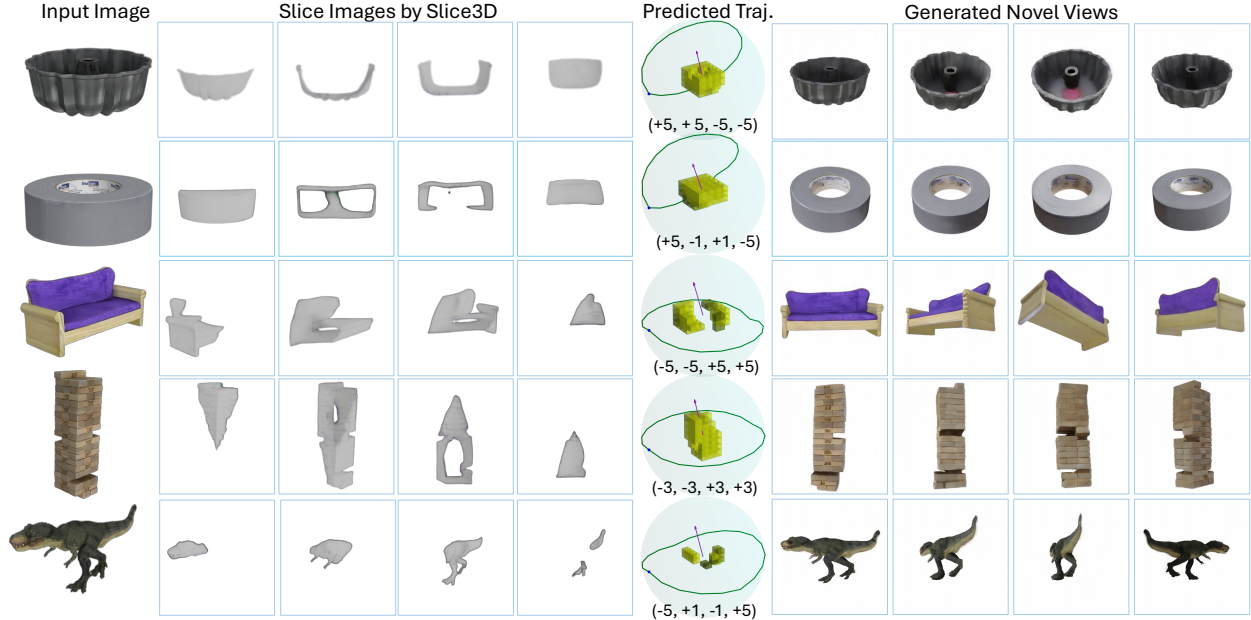 Input Image
Slice Images by Slice3D
Predicted Traj.
Generated Novel Views
(+5, + 5, -5, -5)
(+5, -1, +1, -5)
(-5, -5, +5, +5)
(-3, -3, +3, +3)
(-5, +1, -1, +5)